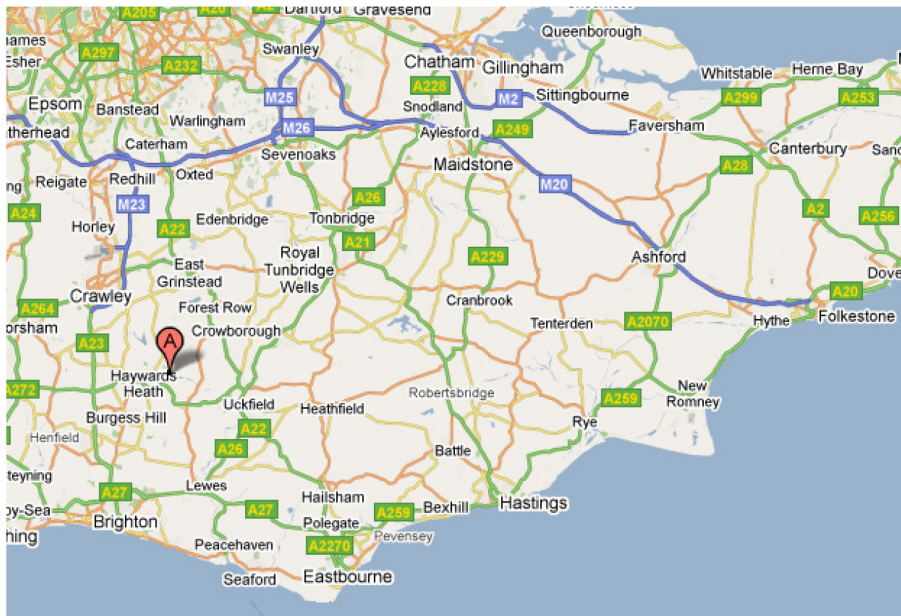 A205
A20
A2
Dartford
Gravesend
Queenborough
Swanley
Esher
A297
A232
Chatham
Gillingham
Whitstable
Herne Bay
Epsom
Banstead
M25
A228
M2
Sittingbourne
A299
A253
Snodland
Warlingham
M26
Aylesford
A249
Faversham
Caterham
Sevenoaks
Maidstone
Canterbury
Reigate
Redhill
Oxted
A28
M20
M23
A26
A24
Edenbridge
Tonbridge
A2
A256
Horley
A22
A21
Royal
Tunbridge
Wells
A229
Ashford
East
Grinstead
Crawley
Cranbrook
A20
A264
Forest Row
Folkestone
Crowborough
Tenterden
A2070
Hythe
A23
A
Haywards
Heath
A272
Robertsbridge
New
Romney
Uckfield
Heathfield
A259
Burgess Hill
Rye
Henfield
A22
A26
Battle
Lewes
A27
Hailsham
Hastings
A27
A259
Bexhill
Brighton
Polegate
Pevensey
Peacehaven
A2270
Seaford
Eastbourne